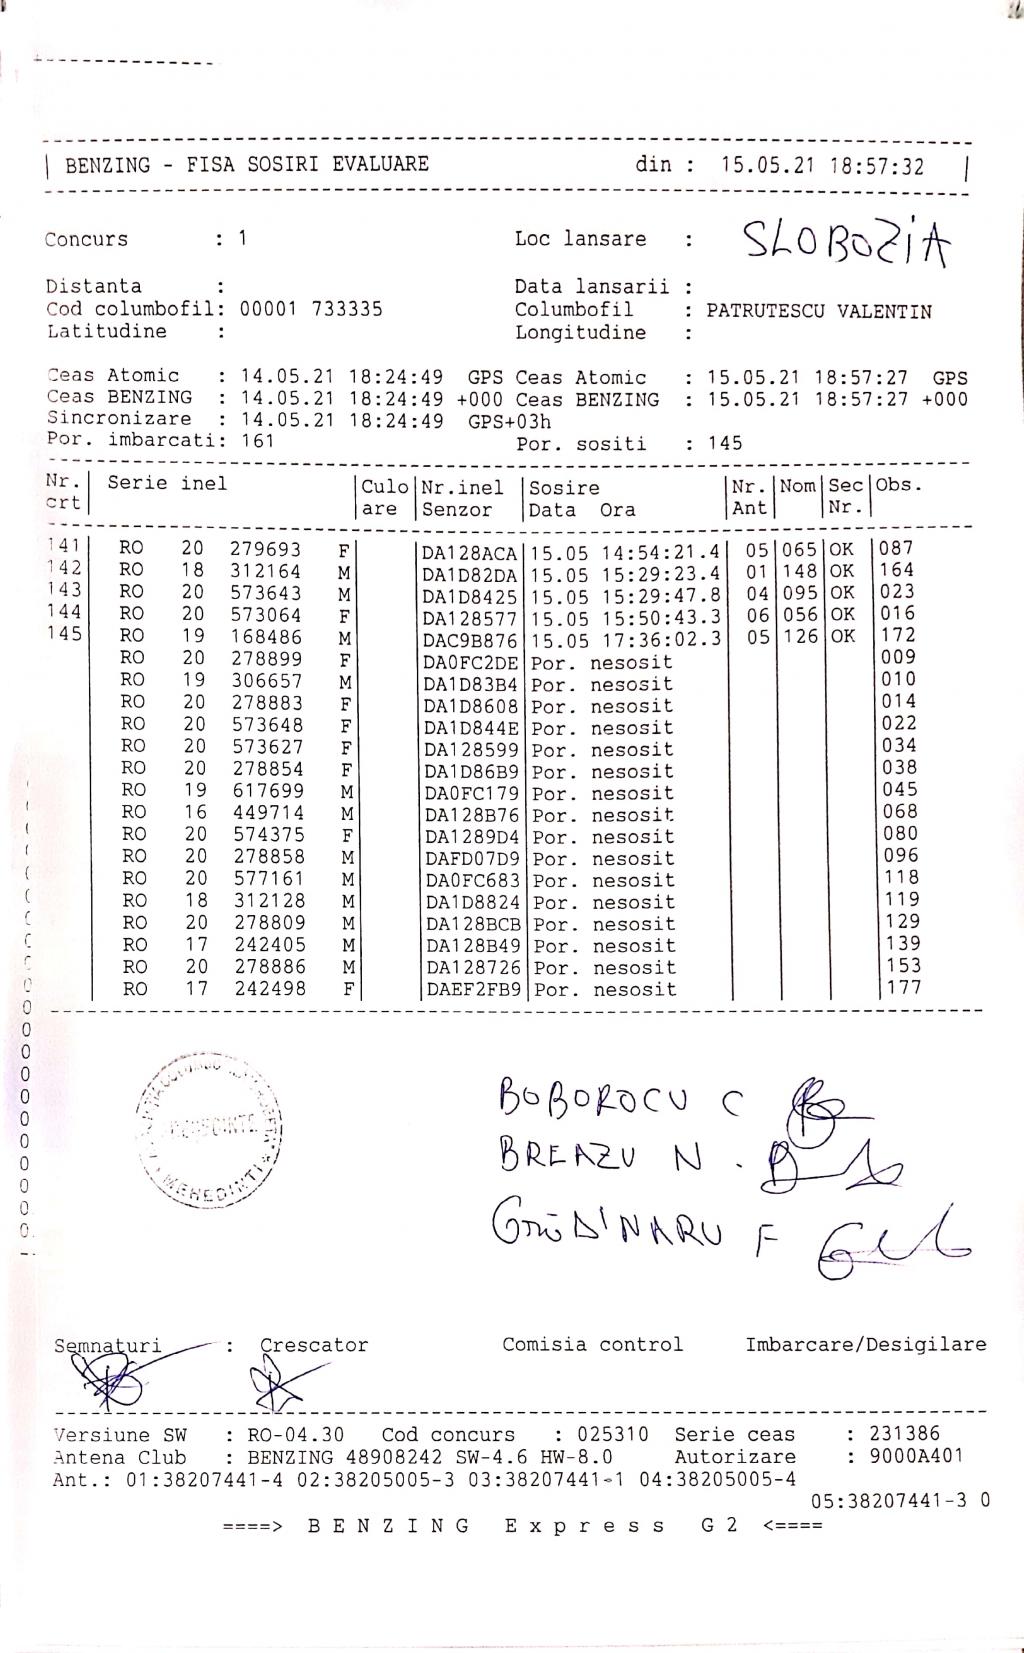 BENZING - FISA SOSIRI EVALUARE din : 15.05.21 18:57:32
Concurs : 1 Loc lansare : SLOBOZIA
Distanta : Data lansarii :
Cod columbofil: 00001 733335 Columbofil : PATRUTESCU VALENTIN
Latitudine : Longitudine :
Ceas Atomic : 14.05.21 18:24:49 GPS Ceas Atomic : 15.05.21 18:57:27 GPS
Ceas BENZING : 14.05.21 18:24:49 +000 Ceas BENZING : 15.05.21 18:57:27 +000
Sincronizare : 14.05.21 18:24:49 GPS+03h
Por. imbarcati: 161 Por. sositi : 145
Nr. Serie inel Culo Nr.inel Sosire Nr. Nom Sec Obs.
crt are Senzor Data Ora Ant Nr.
141 RO 20 279693 F DA128ACA 15.05 14:54:21.4 05 065 OK 087
142 RO 18 312164 M DA1D82DA 15.05 15:29:23.4 01 148 OK 164
143 RO 20 573643 M DA1D8425 15.05 15:29:47.8 04 095 OK 023
144 RO 20 573064 F DA128577 15.05 15:50:43.3 06 056 OK 016
145 RO 19 168486 M DAC9B876 15.05 17:36:02.3 05 126 OK 172
RO 20 278899 F DA0FC2DE Por. nesosit 009
RO 19 306657 M DA1D83B4 Por. nesosit 010
RO 20 278883 F DA1D8608 Por. nesosit 014
RO 20 573648 F DA1D844E Por. nesosit 022
RO 20 573627 F DA128599 Por. nesosit 034
RO 20 278854 F DA1D86B9 Por. nesosit 038
RO 19 617699 M DA0FC179 Por. nesosit 045
RO 16 449714 M DA128B76 Por. nesosit 068
RO 20 574375 F DA1289D4 Por. nesosit 080
RO 20 278858 M DAFD07D9 Por. nesosit 096
RO 20 577161 M DA0FC683 Por. nesosit 118
RO 18 312128 M DA1D8824 Por. nesosit 119
RO 20 278809 M DA128BCB Por. nesosit 129
RO 17 242405 M DA128B49 Por. nesosit 139
RO 20 278886 M DA128726 Por. nesosit 153
RO 17 242498 F DAEF2FB9 Por. nesosit 177
MEHEDINTI
BOBOROCU C
BREAZU N.
GRĂDINARU F
Semnaturi : Crescator Comisia control Imbarcare/Desigilare
Versiune SW : RO-04.30 Cod concurs : 025310 Serie ceas : 231386
Antena Club : BENZING 48908242 SW-4.6 HW-8.0 Autorizare : 9000A401
Ant.: 01:38207441-4 02:38205005-3 03:38207441-1 04:38205005-4
05:38207441-3 0
====> BENZING Express G2 <====